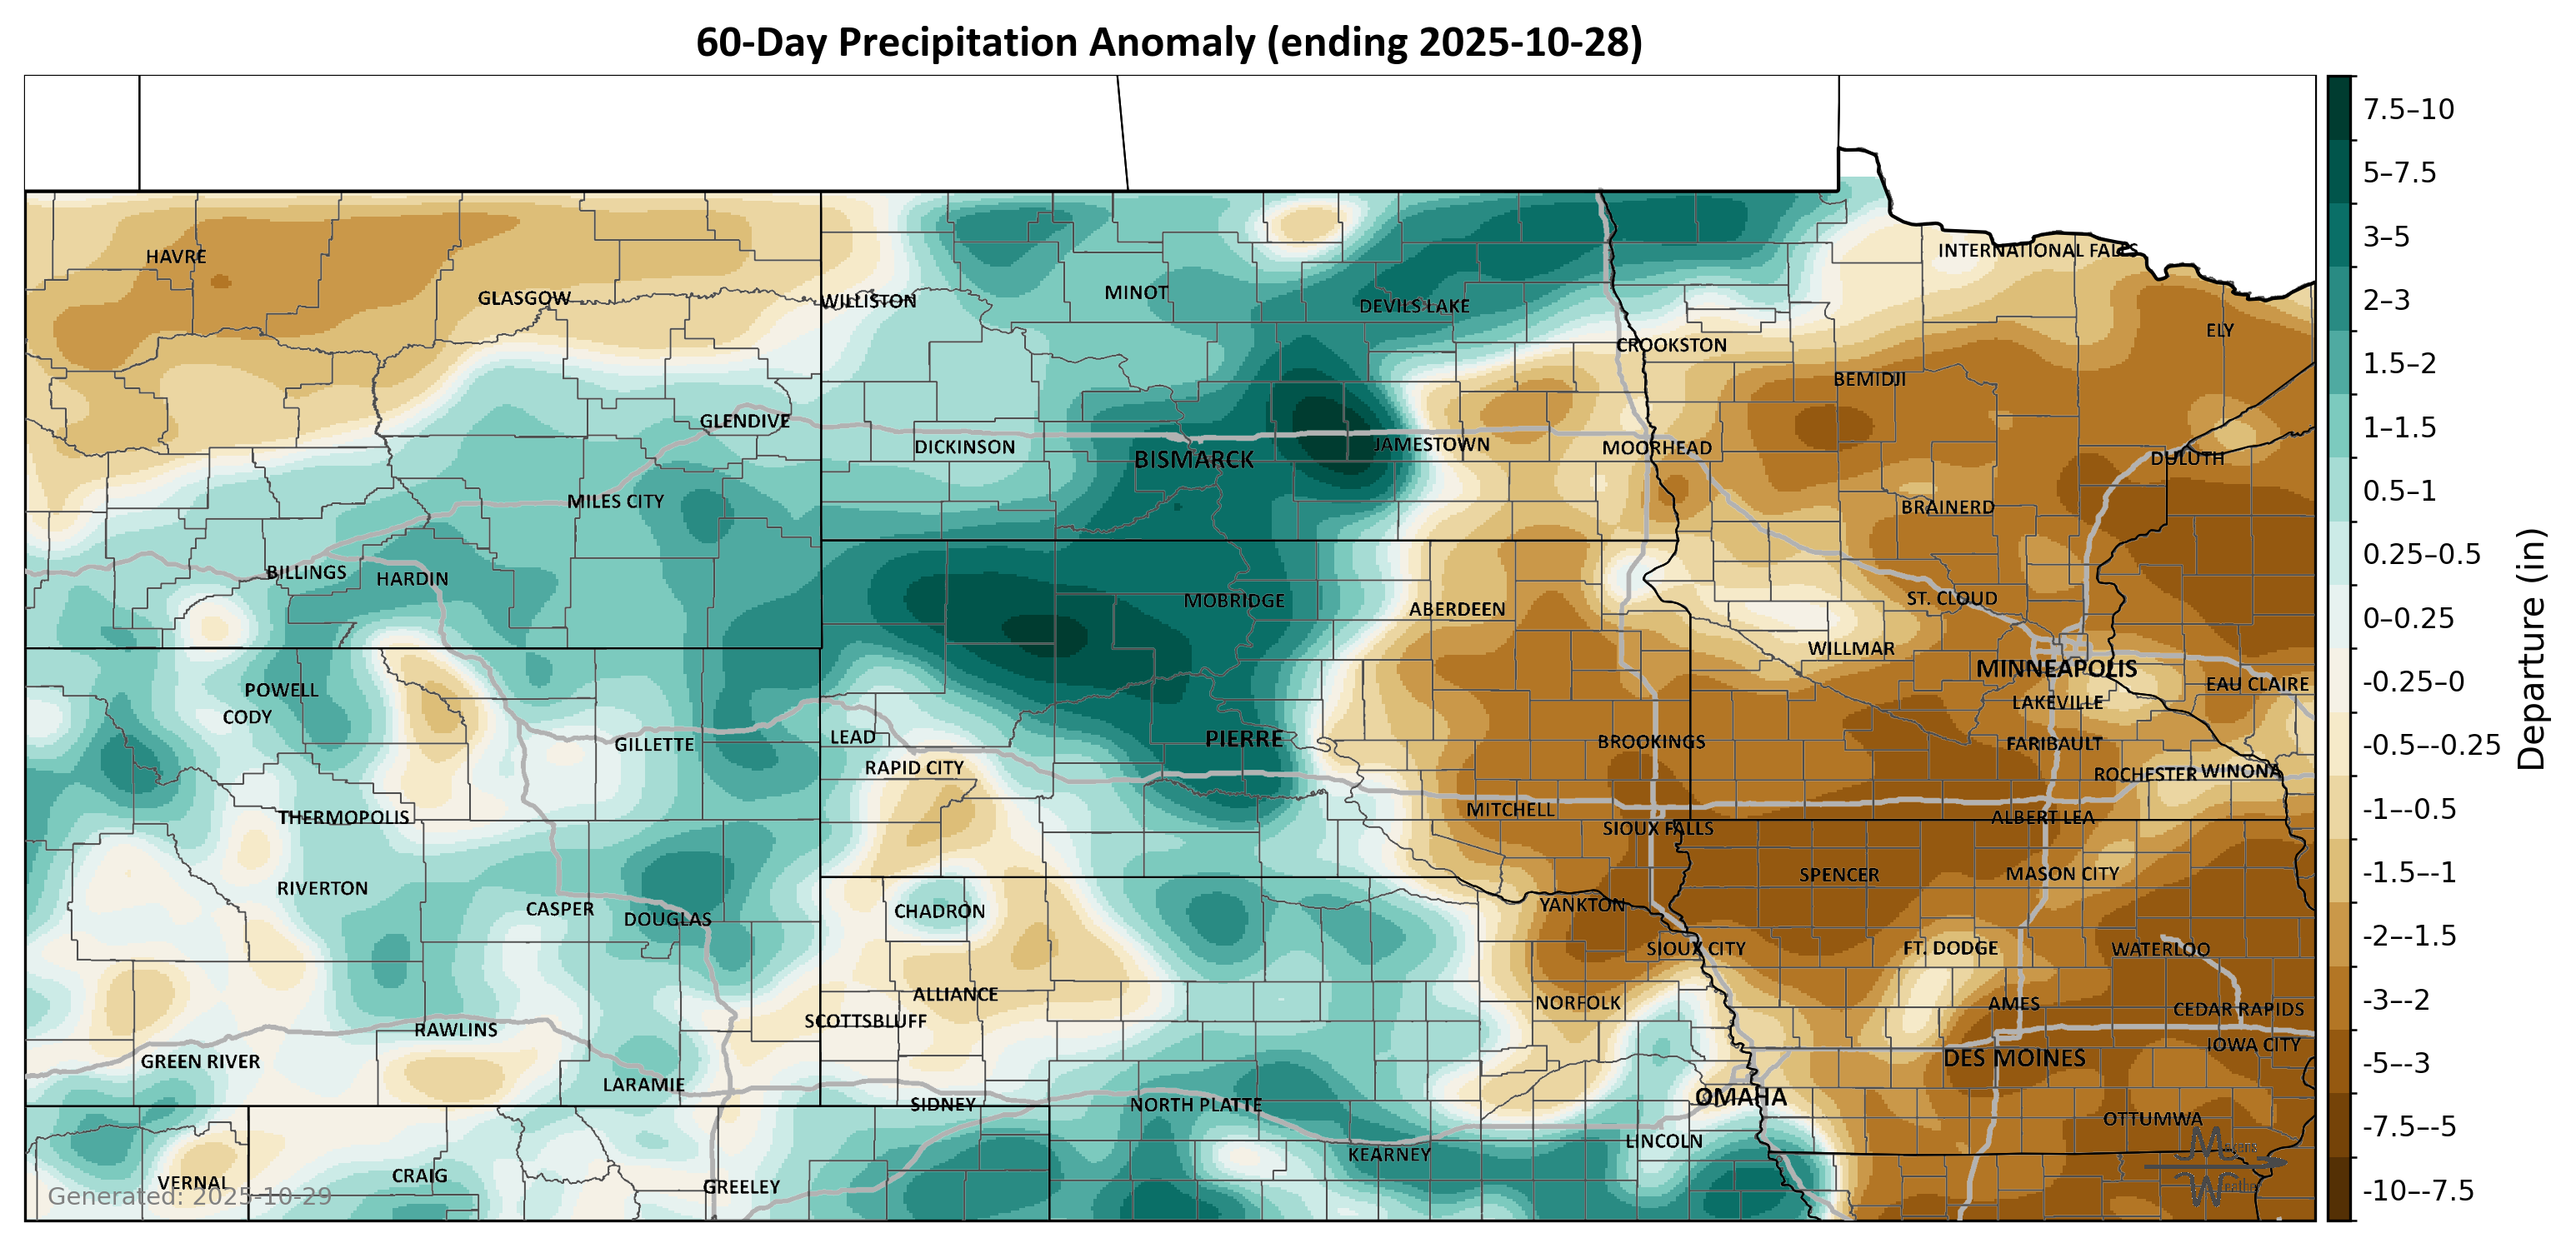 60-Day Precipitation Anomaly (ending 2025-10-28)
7.5–10
5–7.5
3–5
2–3
1.5–2
1–1.5
0.5–1
0.25–0.5
0–0.25
-0.25–0
-0.5–-0.25
-1–-0.5
-1.5–-1
-2–-1.5
-3–-2
-5–-3
-7.5–-5
-10–-7.5
Departure (in)
INTERNATIONAL FALLS
HAVRE
MINOT
GLASGOW
WILLISTON
DEVILS LAKE
ELY
CROOKSTON
BEMIDJI
GLENDIVE
DICKINSON
JAMESTOWN
MOORHEAD
BISMARCK
DULUTH
MILES CITY
BRAINERD
BILLINGS
HARDIN
MOBRIDGE
ABERDEEN
ST. CLOUD
WILLMAR
MINNEAPOLIS
EAU CLAIRE
POWELL
LAKEVILLE
CODY
LEAD
PIERRE
BROOKINGS
GILLETTE
FARIBAULT
RAPID CITY
ROCHESTER
WINONA
THERMOPOLIS
MITCHELL
ALBERT LEA
SIOUX FALLS
SPENCER
MASON CITY
RIVERTON
CASPER
DOUGLAS
CHADRON
YANKTON
SIOUX CITY
FT. DODGE
WATERLOO
ALLIANCE
NORFOLK
AMES
CEDAR RAPIDS
SCOTTSBLUFF
RAWLINS
IOWA CITY
GREEN RIVER
DES MOINES
LARAMIE
OMAHA
SIDNEY
NORTH PLATTE
OTTUMWA
LINCOLN
KEARNEY
VERNAL
CRAIG
GREELEY
Generated: 2025-10-29